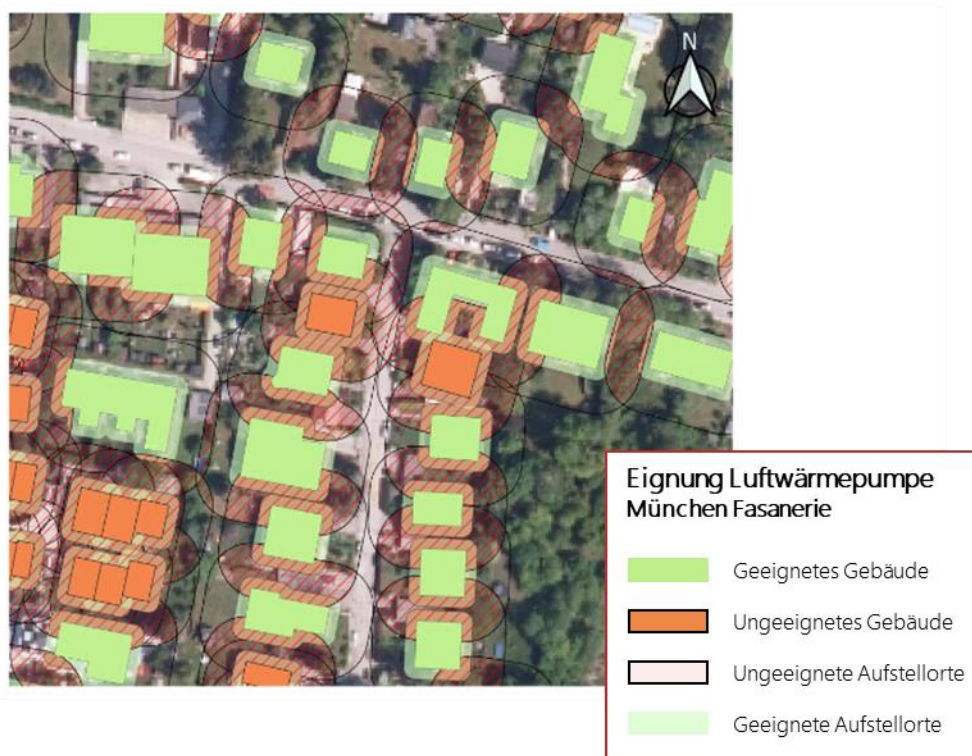 N
Eignung Luftwärmepumpe
München Fasanerie
Geeignetes Gebäude
Ungeeignetes Gebäude
Ungeeignete Aufstellorte
Geeignete Aufstellorte